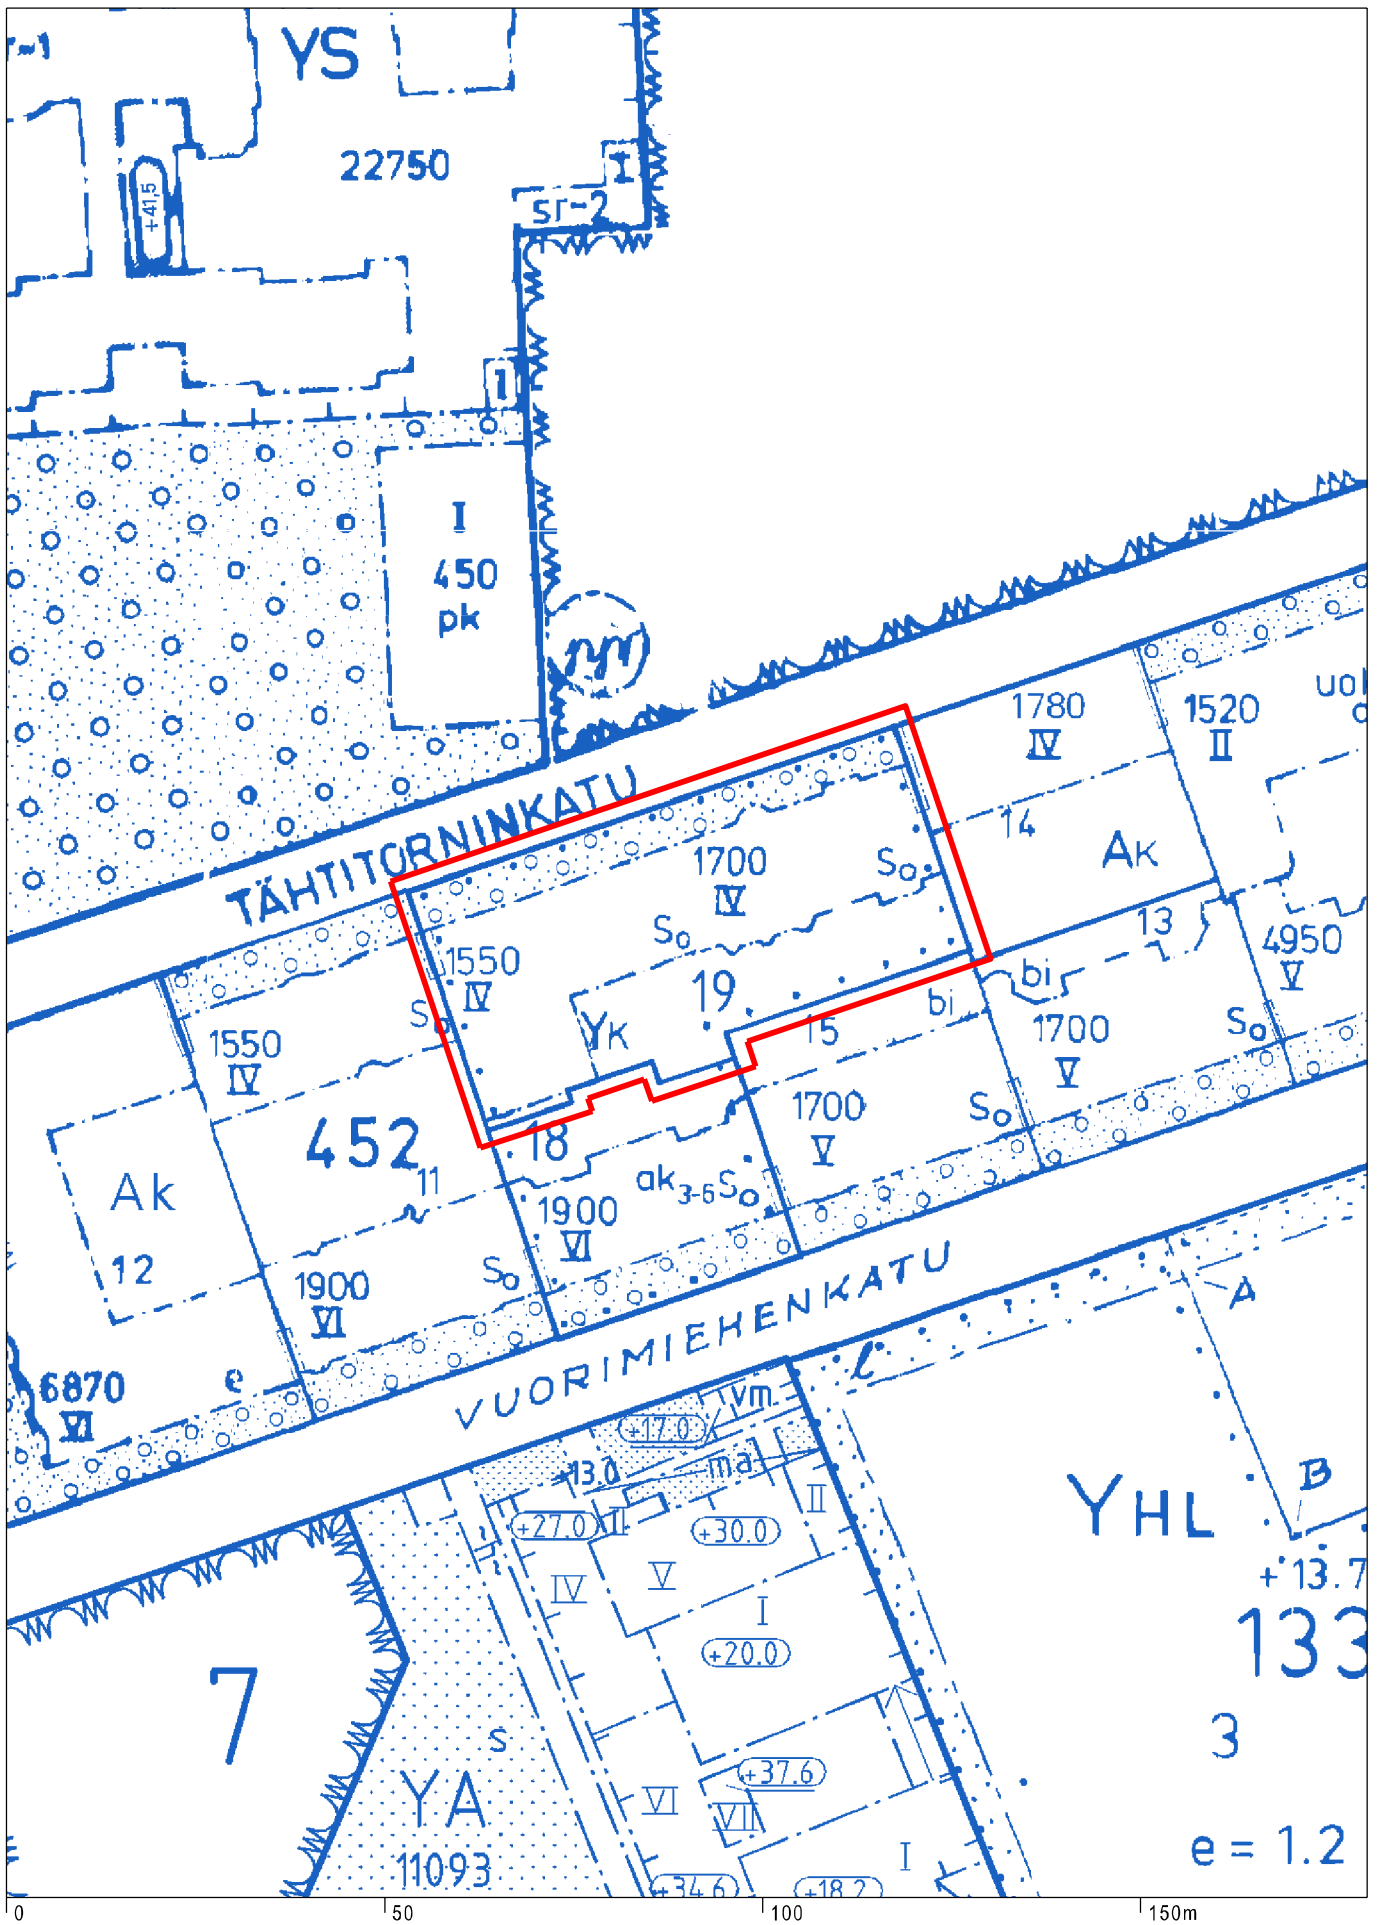 r-1
YS
22750
+41,5
I
sr-2
I
I
450
pk
TÄHTITORNINKATU
1780
IV
14
AK
1520
II
13
4950
V
So
1700
IV
So
So
1550
IV
19
YK
So
1550
IV
452
11
Ak
12
18
15
bi
bi
1700
V
So
1700
V
ak3-6 So
1900
VI
So
1900
VI
e
6870
VI
VUORIMIEHENKATU
l
A
B
vm
+17.0
+13.0
ma
II
+27.0
II
+30.0
IV
V
I
+20.0
YHL
+13.7
133
3
7
s
YA
11093
+37.6
VI
VII
I
+34.6
+18.2
e = 1.2
0 50 100 150m